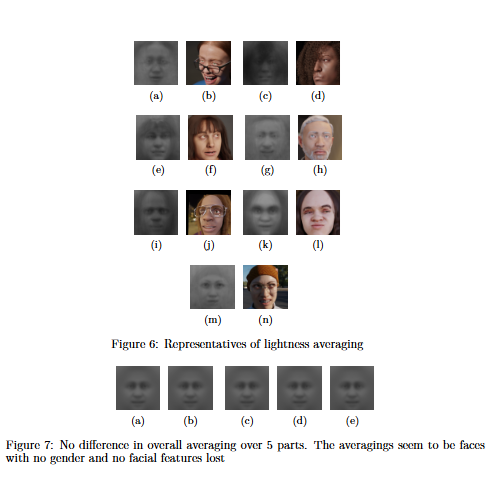 (a) (b) (c) (d)
(e) (f) (g) (h)
(i) (j) (k) (l)
(m) (n)
Figure 6: Representatives of lightness averaging
(a) (b) (c) (d) (e)
Figure 7: No difference in overall averaging over 5 parts. The averagings seem to be faces
with no gender and no facial features lost